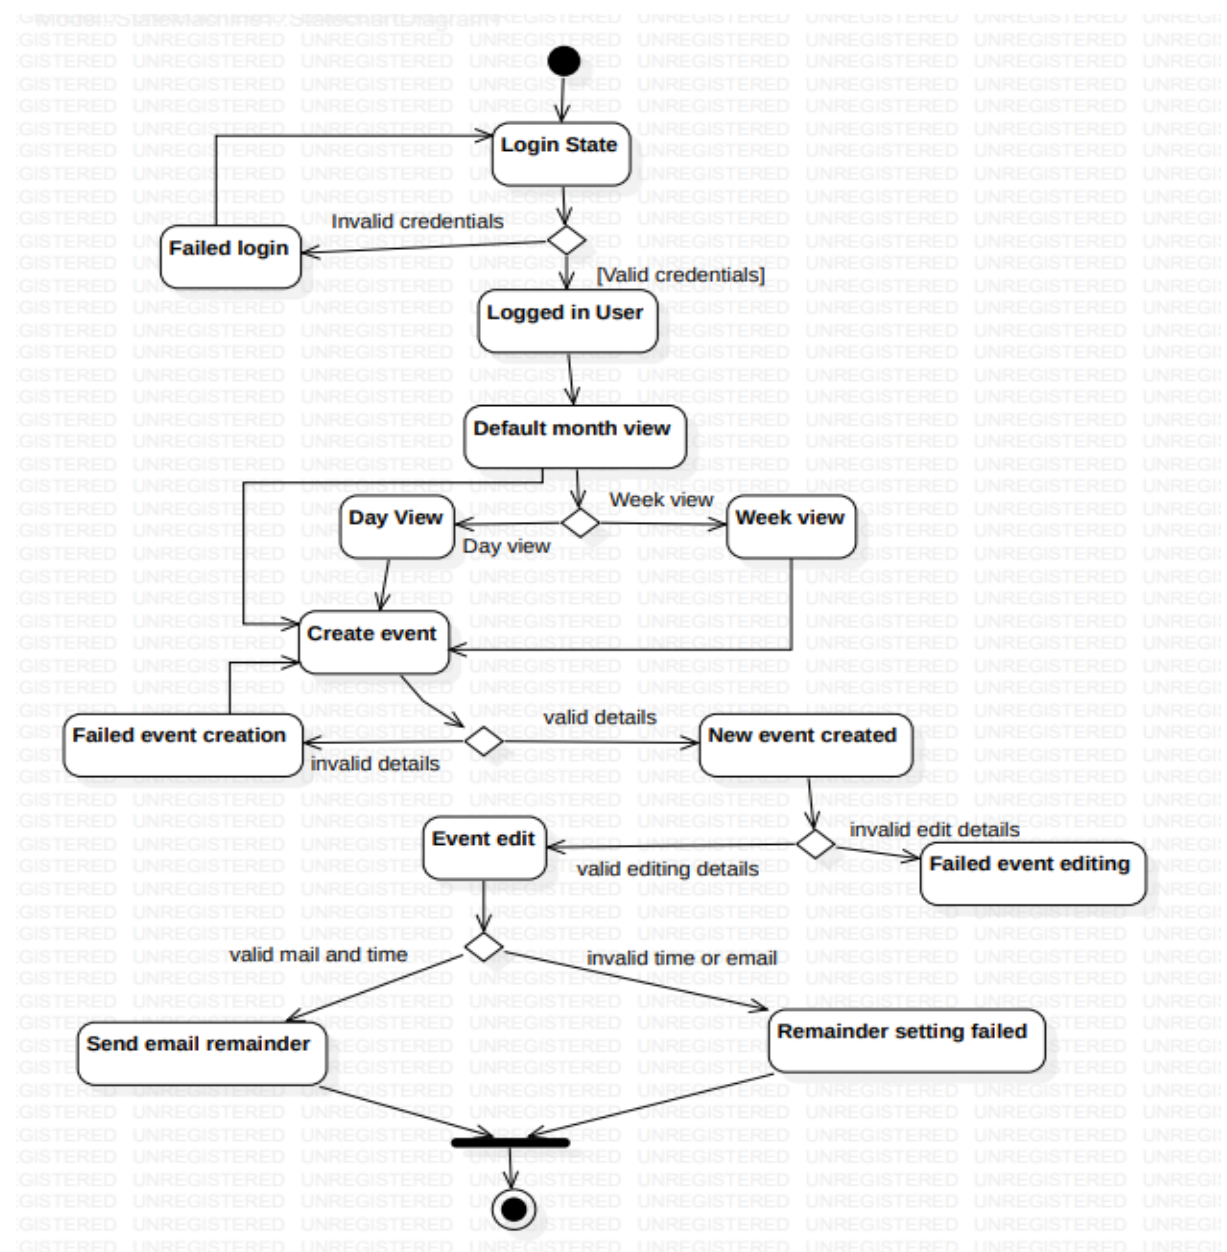 Model::StateMachine1::StatechartDiagram1
Login State
Invalid credentials
Failed login
[Valid credentials]
Logged in User
Default month view
Week view
Day View
Week view
Day view
Create event
valid details
Failed event creation
New event created
invalid details
invalid edit details
Event edit
Failed event editing
valid editing details
valid mail and time
invalid time or email
Remainder setting failed
Send email remainder